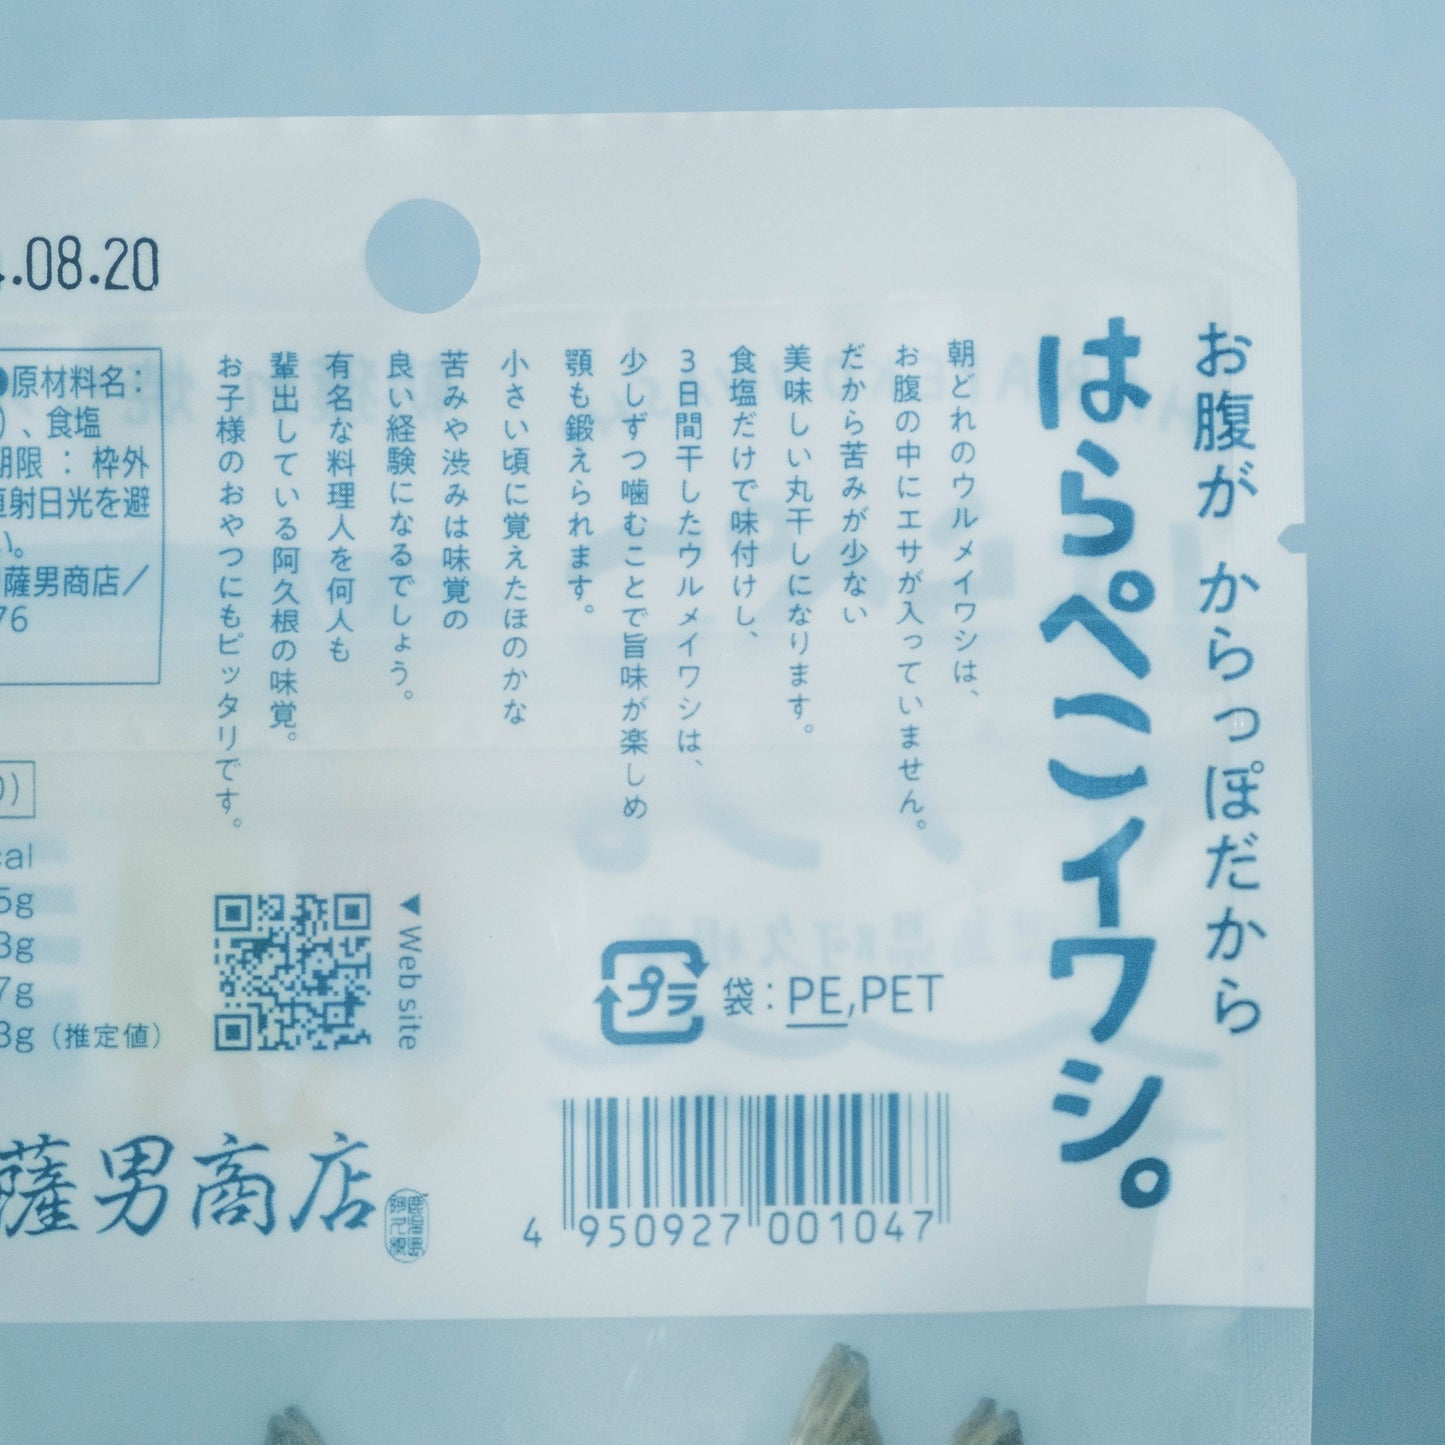 お腹が からっぽだから
はらぺこイワシ。
朝どれのウルメイワシは、
お腹の中にエサが入っていません。
だから苦みが少ない
美味しい丸干しになります。
食塩だけで味付けし、
3日間干したウルメイワシは、
少しずつ噛むことで旨味が楽しめ
顎も鍛えられます。
小さい頃に覚えたほのかな
苦みや渋みは味覚の
良い経験になるでしょう。
有名な料理人を何人も
輩出している阿久根の味覚。
お子様のおやつにもピッタリです。
.08.20
●原材料名：
）、食塩
期限 ： 枠外
直射日光を避
い。
薩男商店／
76
cal
5g
3g
7g
3g（推定値）
▼Web site
プラ
袋：PE,PET
4 950927 001047
薩男商店